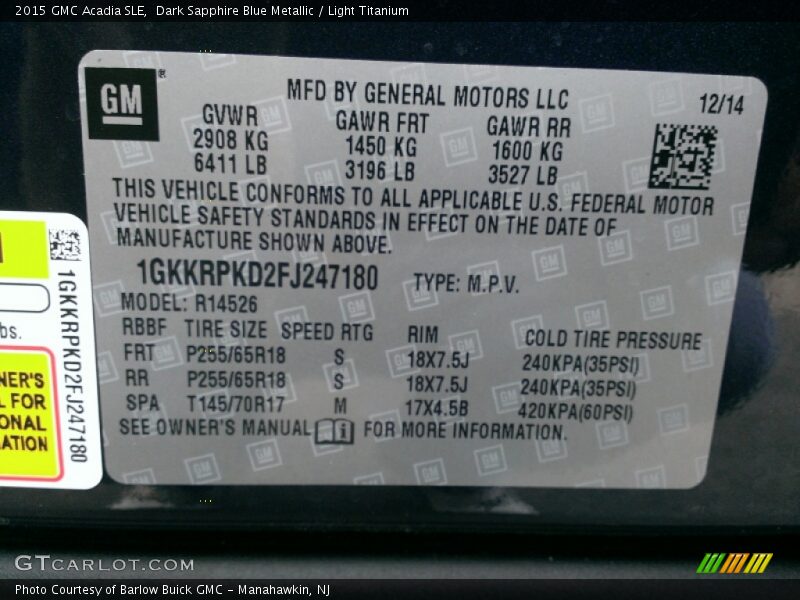 2015 GMC Acadia SLE,  Dark Sapphire Blue Metallic / Light Titanium
GM ®
MFD BY GENERAL MOTORS LLC
12/14
GVWR GAWR FRT GAWR RR
2908 KG 1450 KG 1600 KG
6411 LB 3196 LB 3527 LB
THIS VEHICLE CONFORMS TO ALL APPLICABLE U.S. FEDERAL MOTOR
VEHICLE SAFETY STANDARDS IN EFFECT ON THE DATE OF
MANUFACTURE SHOWN ABOVE.
1GKKRPKD2FJ247180 TYPE: M.P.V.
MODEL: R14526
RBBF TIRE SIZE SPEED RTG RIM COLD TIRE PRESSURE
FRT P255/65R18 S 18X7.5J 240KPA(35PSI)
RR P255/65R18 S 18X7.5J 240KPA(35PSI)
SPA T145/70R17 M 17X4.5B 420KPA(60PSI)
SEE OWNER'S MANUAL FOR MORE INFORMATION.
1GKKRPKD2FJ247180
bs.
NER'S
L FOR
ONAL
ATION
GTCARLOT.COM
Photo Courtesy of Barlow Buick GMC - Manahawkin, NJ